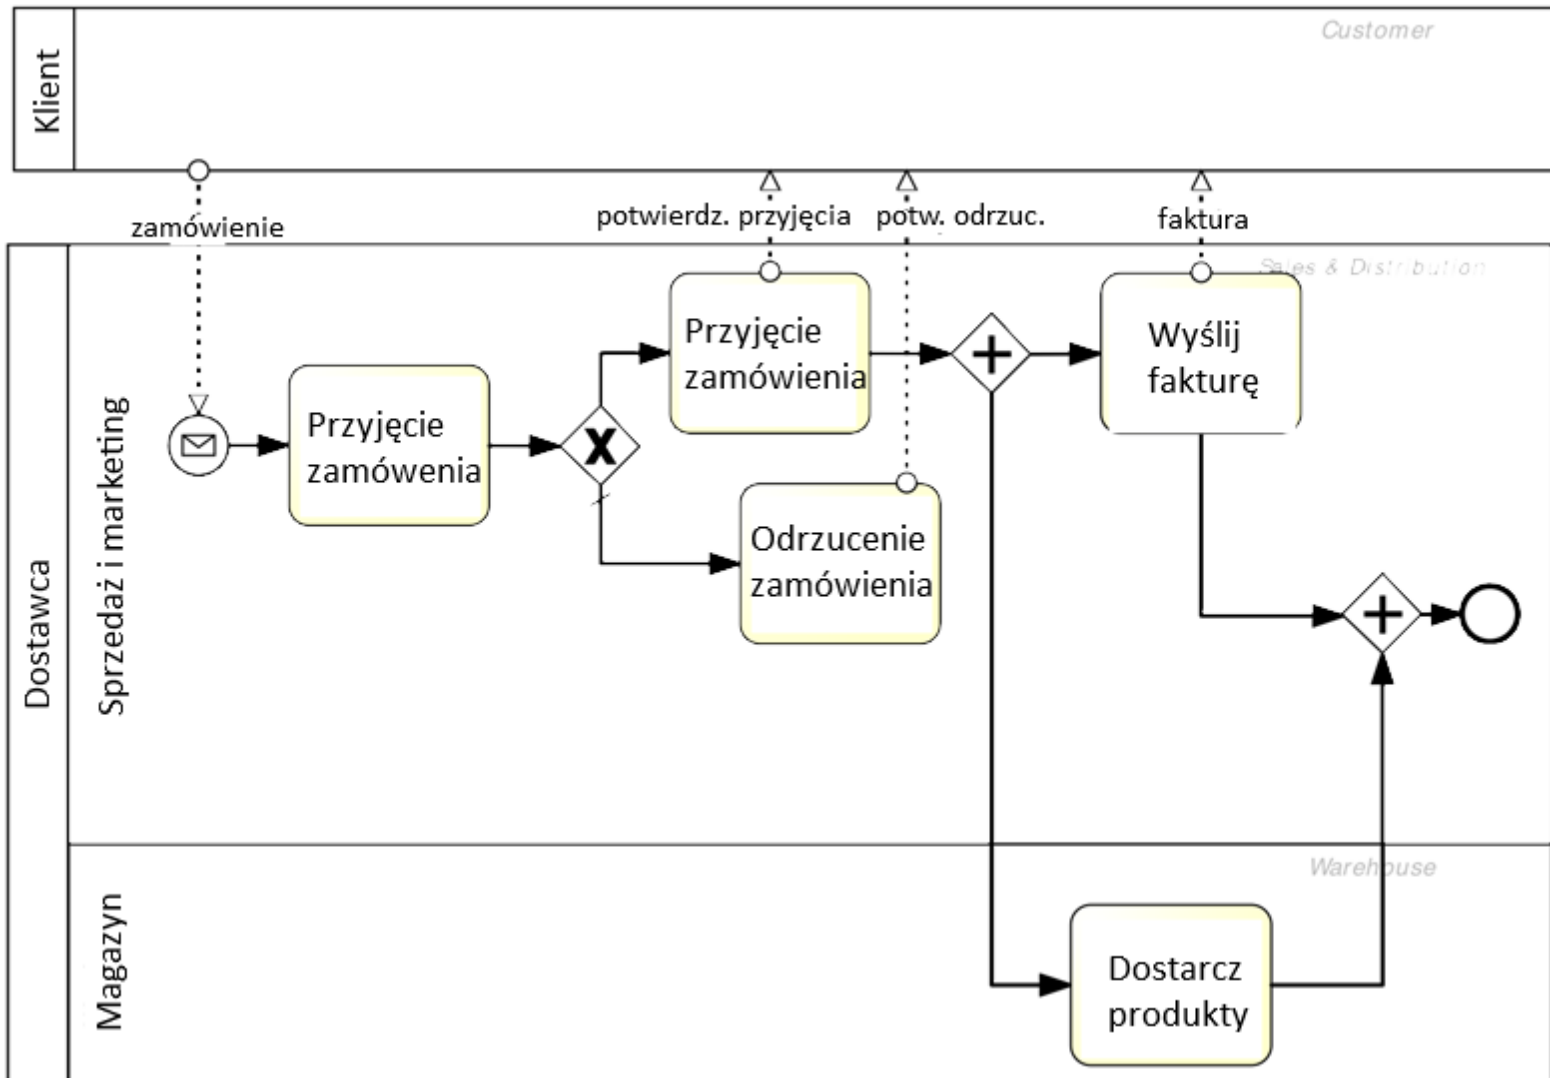 Customer
Klient
zamówienie
potwierdz. przyjęcia
potw. odrzuc.
faktura
Sales & Distribution
Dostawca
Sprzedaż i marketing
Przyjęcie
zamówenia
X
Przyjęcie
zamówienia
Odrzucenie
zamówienia
Wyślij
fakturę
Warehouse
Magazyn
Dostarcz
produkty